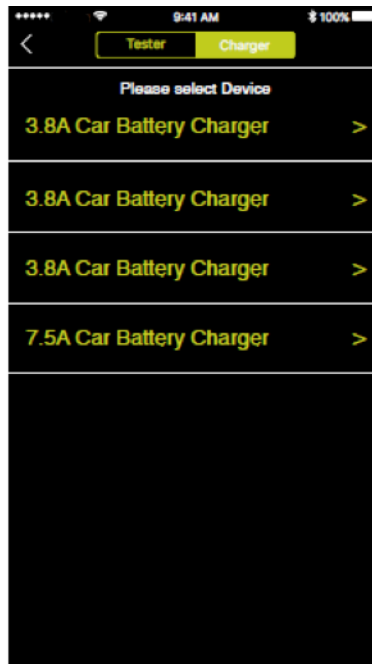 9:41 AM 100%
Tester Charger
Please select Device
3.8A Car Battery Charger >
3.8A Car Battery Charger >
3.8A Car Battery Charger >
7.5A Car Battery Charger >